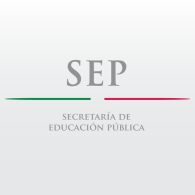 SEP
SECRETARÍA DE
EDUCACIÓN PÚBLICA